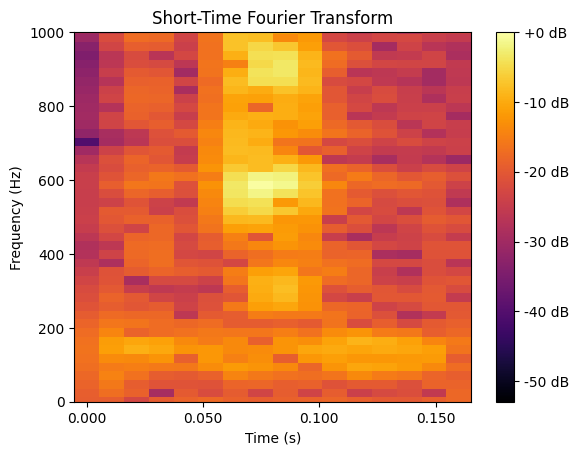 Short-Time Fourier Transform
Frequency (Hz)
1000
800
600
400
200
0
0.000
0.050
0.100
0.150
Time (s)
+0 dB
-10 dB
-20 dB
-30 dB
-40 dB
-50 dB